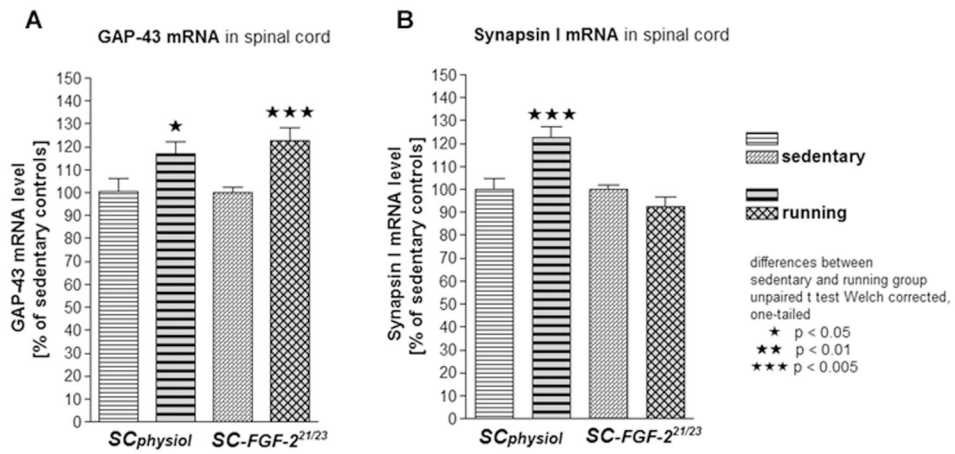 A
GAP-43 mRNA in spinal cord
GAP-43 mRNA level
[% of sedentary controls]
150
140
130
120
110
100
90
80
70
60
50
40
30
20
10
0
★
★★★
SCphysiol
SC-FGF-2^21/23
B
Synapsin I mRNA in spinal cord
Synapsin I mRNA level
[% of sedentary controls]
150
140
130
120
110
100
90
80
70
60
50
40
30
20
10
0
★★★
SCphysiol
SC-FGF-2^21/23
sedentary
running
differences between
sedentary and running group
unpaired t test Welch corrected,
one-tailed
★ p < 0.05
★★ p < 0.01
★★★ p < 0.005